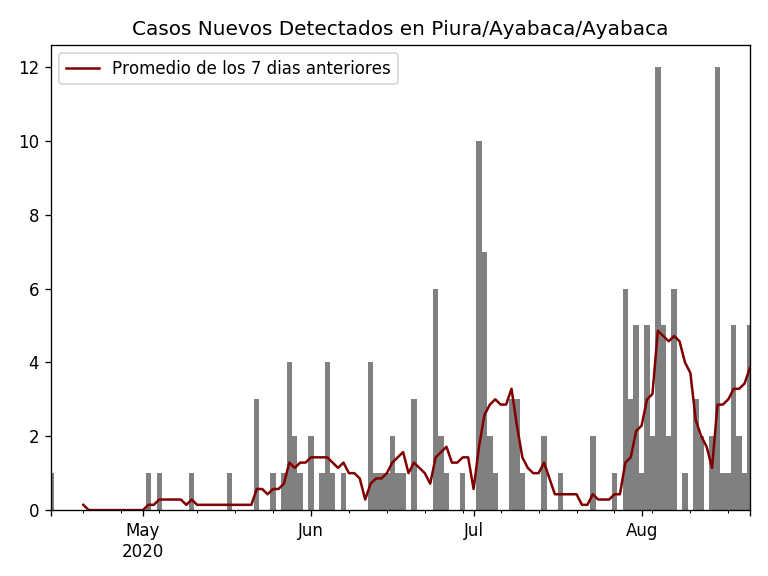 Casos Nuevos Detectados en Piura/Ayabaca/Ayabaca
Promedio de los 7 dias anteriores
12
10
8
6
4
2
0
May Jun Jul Aug
2020